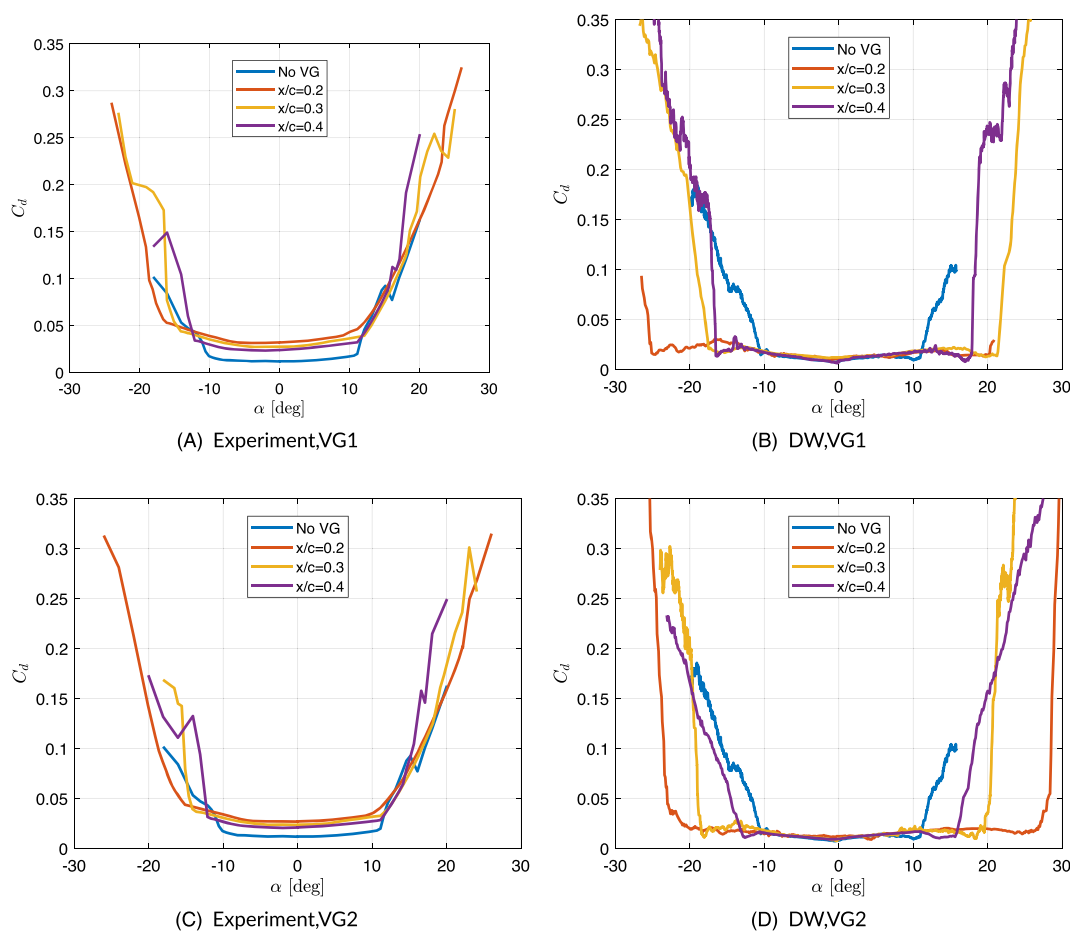 0.35
0.3
0.25
0.2
0.15
0.1
0.05
0
C_d
-30 -20 -10 0 10 20 30
α [deg]
No VG
x/c=0.2
x/c=0.3
x/c=0.4
(A) Experiment,VG1
0.35
0.3
0.25
0.2
0.15
0.1
0.05
0
C_d
-30 -20 -10 0 10 20 30
α [deg]
No VG
x/c=0.2
x/c=0.3
x/c=0.4
(B) DW,VG1
0.35
0.3
0.25
0.2
0.15
0.1
0.05
0
C_d
-30 -20 -10 0 10 20 30
α [deg]
No VG
x/c=0.2
x/c=0.3
x/c=0.4
(C) Experiment,VG2
0.35
0.3
0.25
0.2
0.15
0.1
0.05
0
C_d
-30 -20 -10 0 10 20 30
α [deg]
No VG
x/c=0.2
x/c=0.3
x/c=0.4
(D) DW,VG2